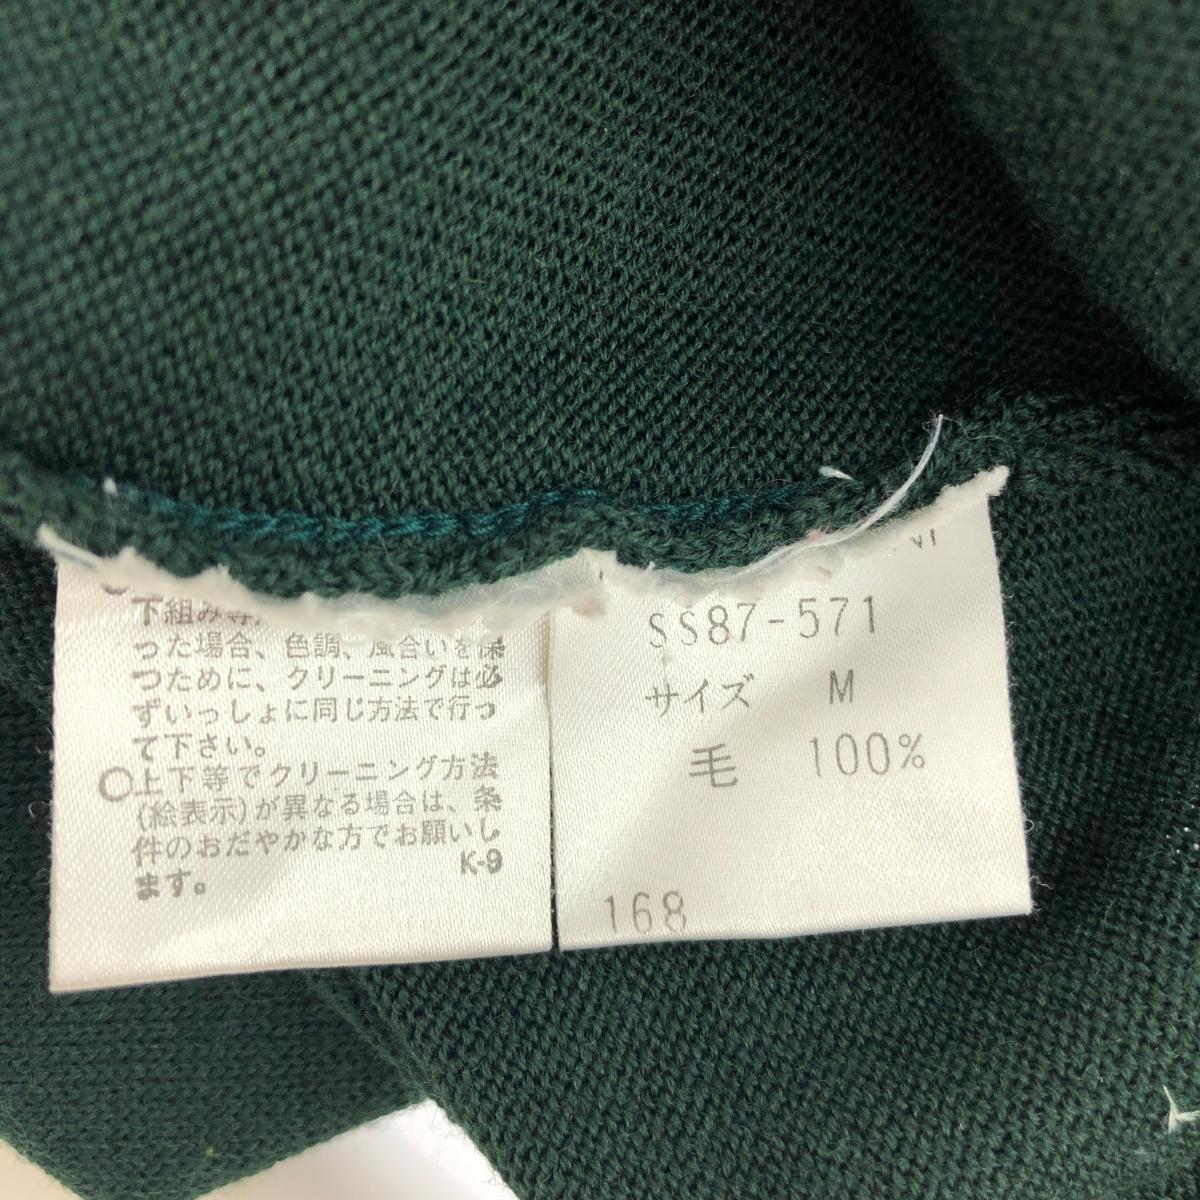 下組み等
った場合、色調、風合いを保
つために、クリーニングは必
ずいっしょに同じ方法で行っ
て下さい。
○上下等でクリーニング方法
(絵表示)が異なる場合は、条
件のおだやかな方でお願いし
ます。
K-9
SS87-571
サイズ M
毛 100%
168